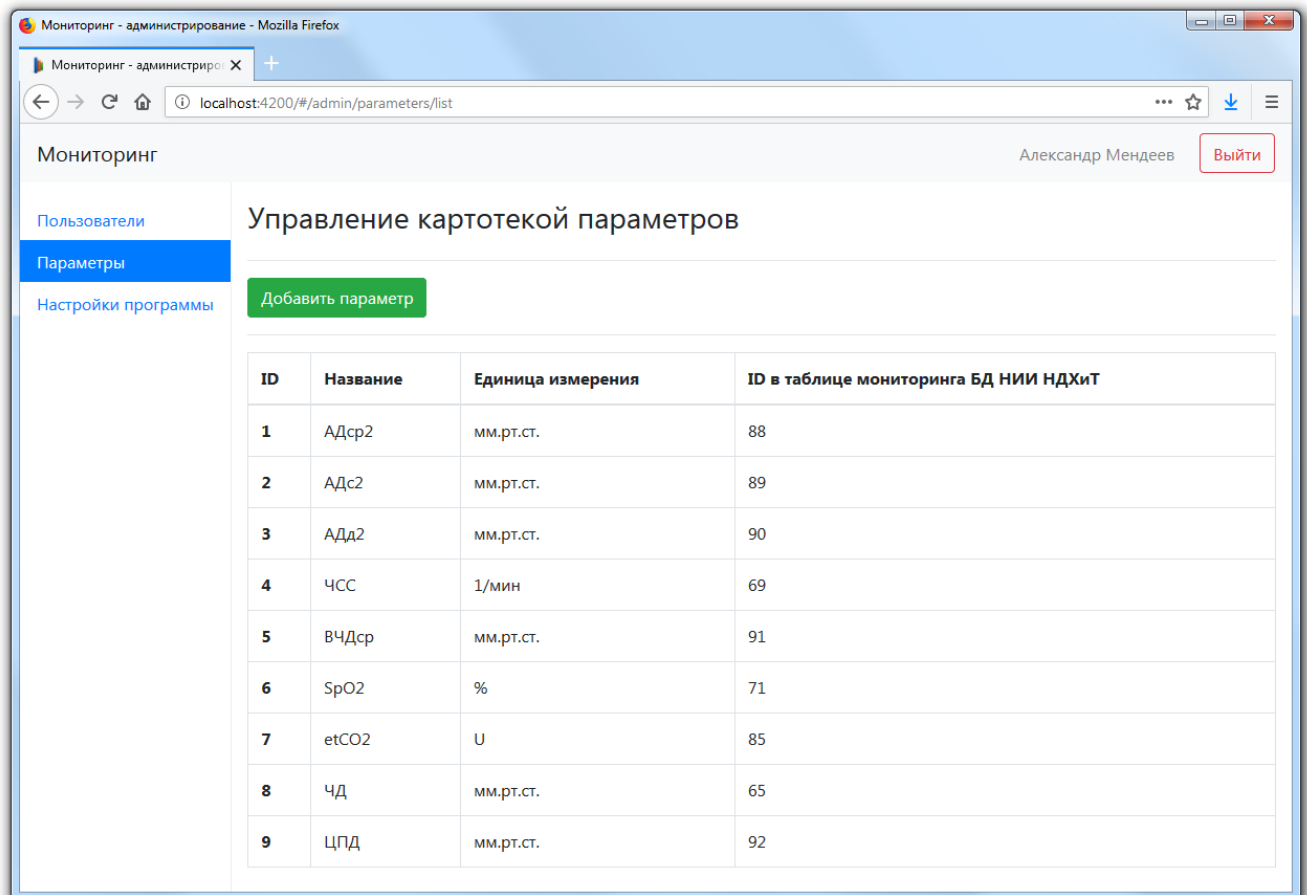 Мониторинг - администрирование - Mozilla Firefox
Мониторинг - администриро
localhost:4200/#/admin/parameters/list
Мониторинг
Александр Мендеев
Выйти
Пользователи
Параметры
Настройки программы
Управление картотекой параметров
Добавить параметр
ID Название Единица измерения ID в таблице мониторинга БД НИИ НДХиТ
1 АДср2 мм.рт.ст. 88
2 АДс2 мм.рт.ст. 89
3 АДд2 мм.рт.ст. 90
4 ЧСС 1/мин 69
5 ВЧДср мм.рт.ст. 91
6 SpO2 % 71
7 etCO2 U 85
8 ЧД мм.рт.ст. 65
9 ЦПД мм.рт.ст. 92